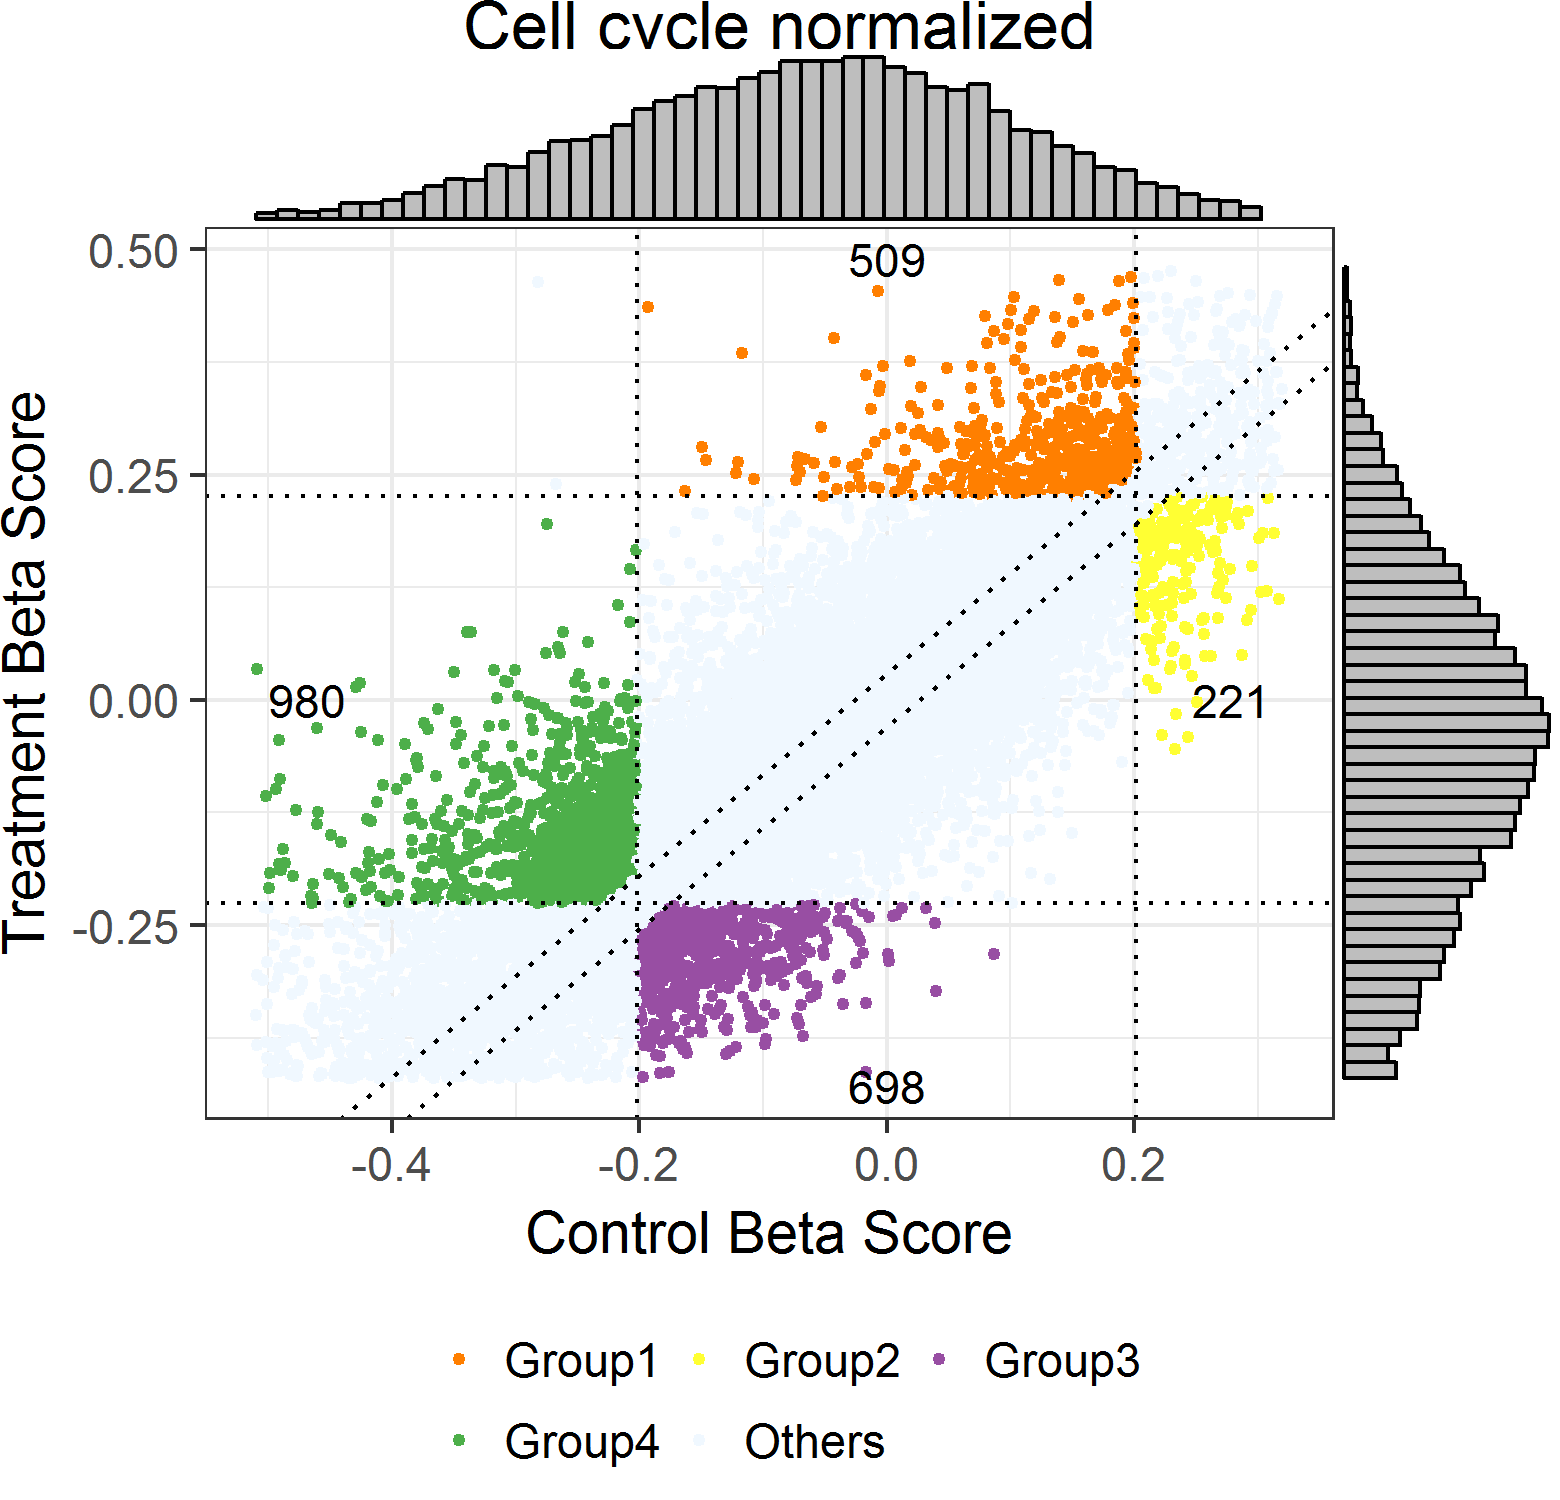 Cell cycle normalized
509
0.50
0.25
0.00
-0.25
980
221
698
-0.4 -0.2 0.0 0.2
Treatment Beta Score
Control Beta Score
Group1 Group2 Group3
Group4 Others